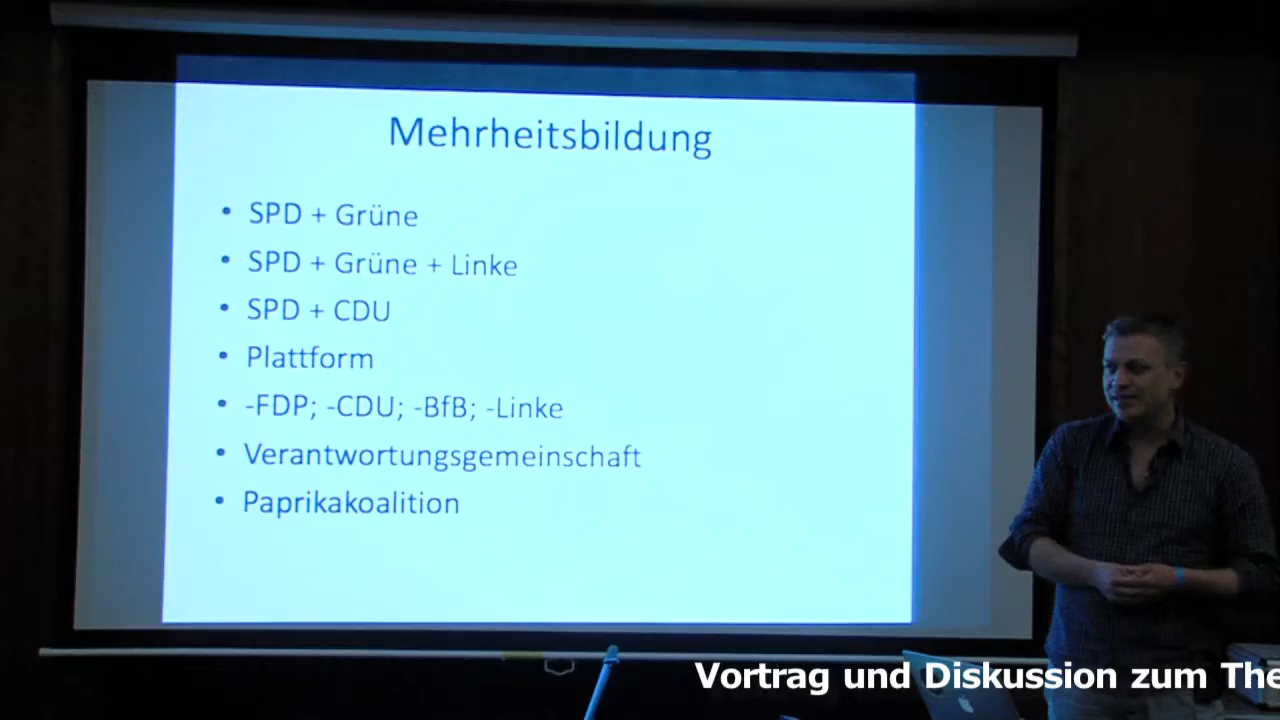 Mehrheitsbildung
• SPD + Grüne
• SPD + Grüne + Linke
• SPD + CDU
• Plattform
• -FDP; -CDU; -BfB; -Linke
• Verantwortungsgemeinschaft
• Paprikakoalition
Vortrag und Diskussion zum The